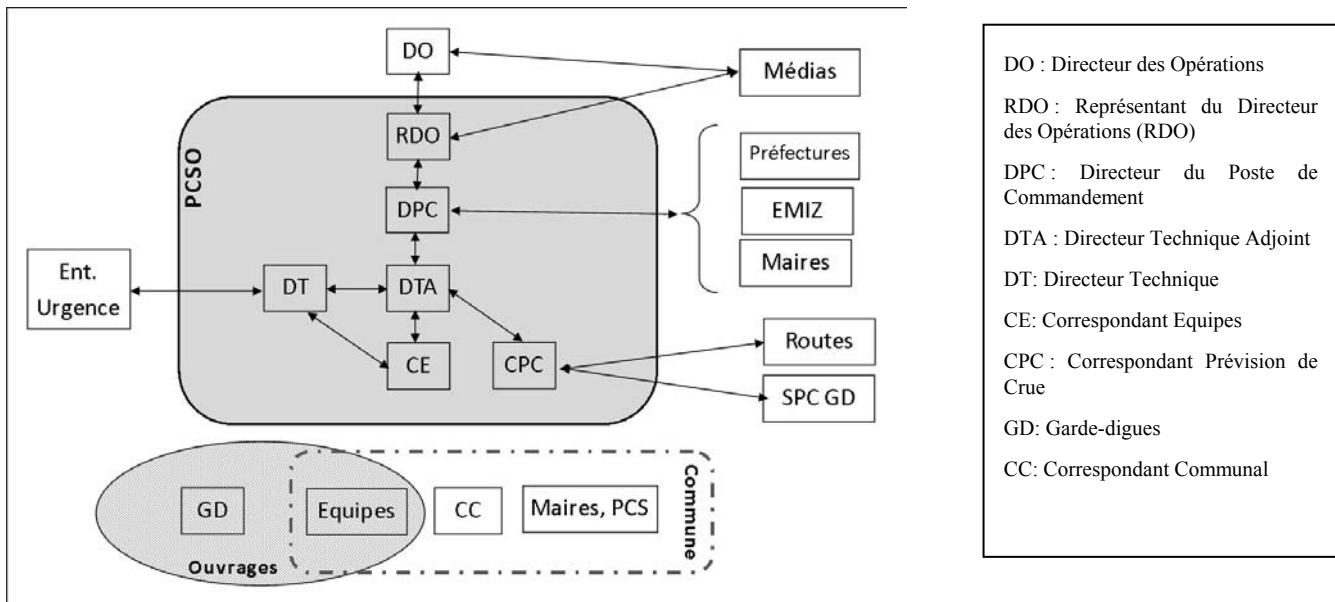 DO
Médias
RDO
PCSO
Préfectures
DPC
EMIZ
Maires
Ent.
Urgence
DT
DTA
CE
CPC
Routes
SPC GD
GD
Equipes
CC
Maires, PCS
Commune
Ouvrages
DO : Directeur des Opérations
RDO : Représentant du Directeur
des Opérations (RDO)
DPC : Directeur du Poste de
Commandement
DTA : Directeur Technique Adjoint
DT: Directeur Technique
CE: Correspondant Equipes
CPC : Correspondant Prévision de
Crue
GD: Garde-digues
CC: Correspondant Communal